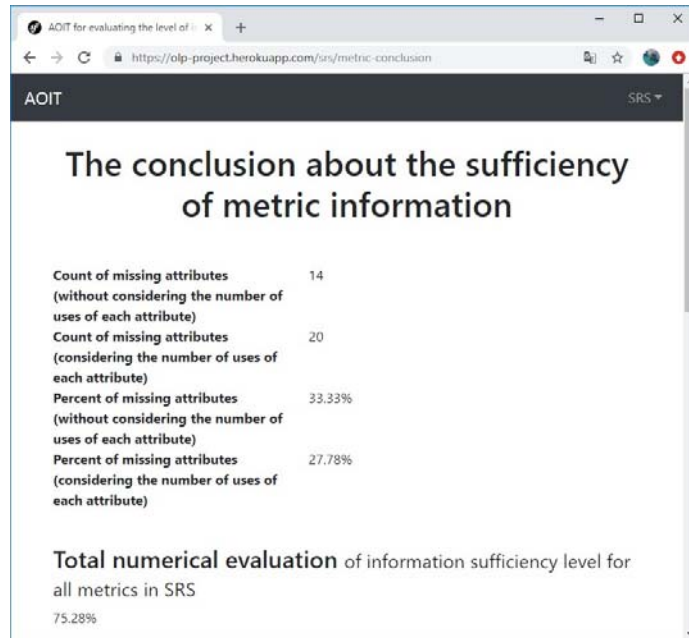 AOIT for evaluating the level of i
https://olp-project.herokuapp.com/srs/metric-conclusion
AOIT
SRS
The conclusion about the sufficiency
of metric information
Count of missing attributes 14
(without considering the number of
uses of each attribute)
Count of missing attributes 20
(considering the number of uses of
each attribute)
Percent of missing attributes 33.33%
(without considering the number of
uses of each attribute)
Percent of missing attributes 27.78%
(considering the number of uses of
each attribute)
Total numerical evaluation of information sufficiency level for
all metrics in SRS
75.28%